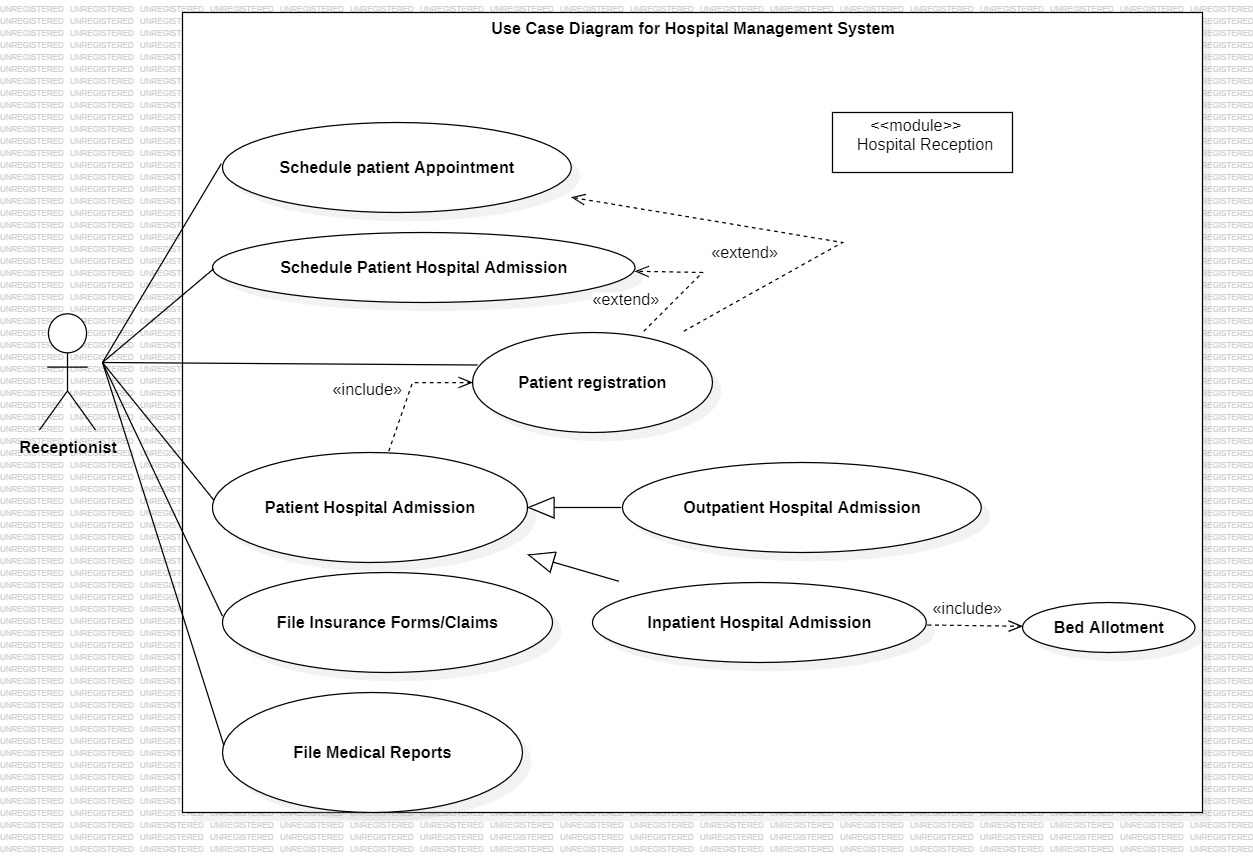 Use Case Diagram for Hospital Management System
<<module>>
Hospital Reception
Schedule patient Appointment
«extend»
Schedule Patient Hospital Admission
«extend»
Patient registration
«include»
Receptionist
Patient Hospital Admission
Outpatient Hospital Admission
File Insurance Forms/Claims
Inpatient Hospital Admission
«include»
Bed Allotment
File Medical Reports
UNREGISTERED